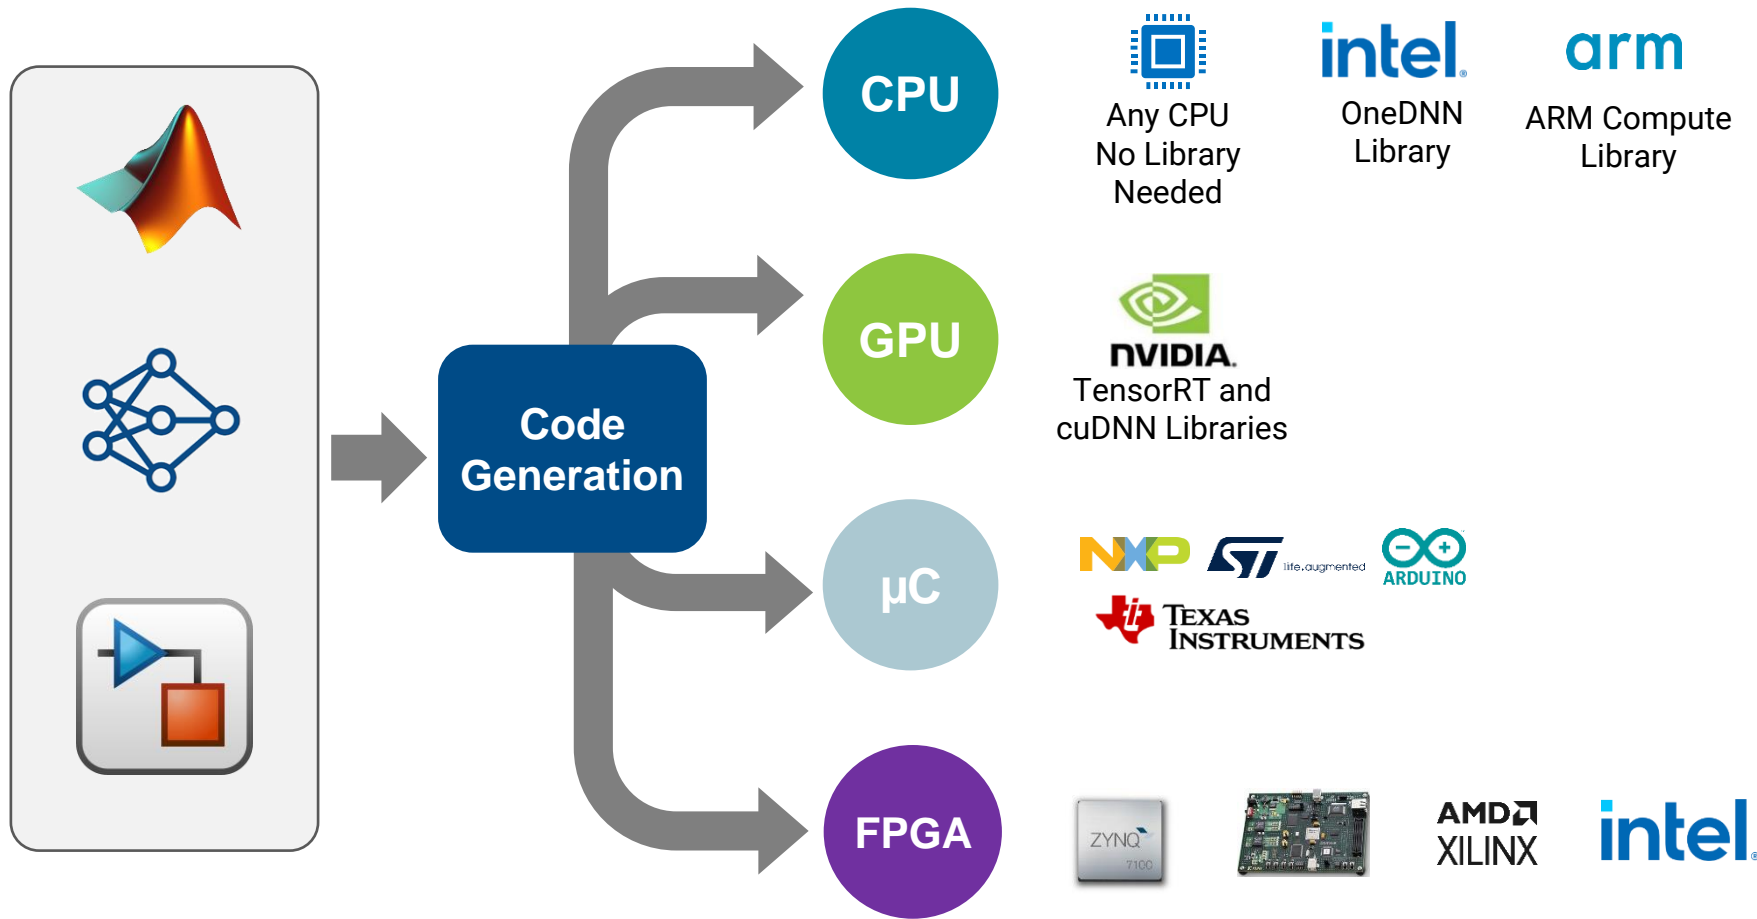 CPU
Any CPU
No Library
Needed
intel.
OneDNN
Library
arm
ARM Compute
Library
GPU
NVIDIA.
TensorRT and
cuDNN Libraries
Code
Generation
µC
NXP
ST life.augmented
ARDUINO
TEXAS
INSTRUMENTS
FPGA
ZYNQ
7100
AMD
XILINX
intel.